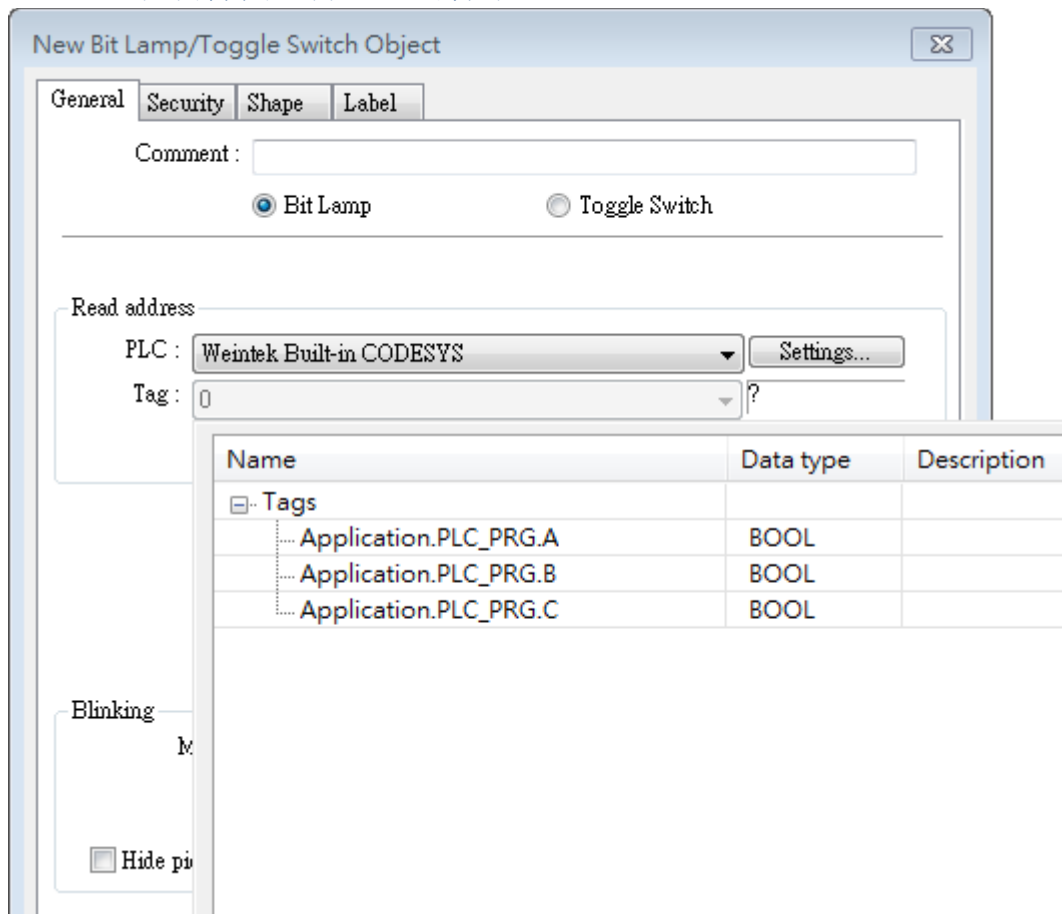 New Bit Lamp/Toggle Switch Object
General Security Shape Label
Comment :
Bit Lamp Toggle Switch
Read address
PLC : Weintek Built-in CODESYS Settings...
Tag : 0 ?
Name Data type Description
Tags
Application.PLC_PRG.A BOOL
Application.PLC_PRG.B BOOL
Application.PLC_PRG.C BOOL
Blinking
Hide